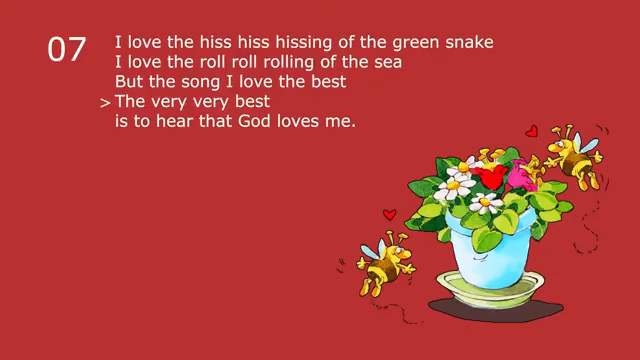 07
I love the hiss hiss hissing of the green snake
I love the roll roll rolling of the sea
But the song I love the best
> The very very best
is to hear that God loves me.